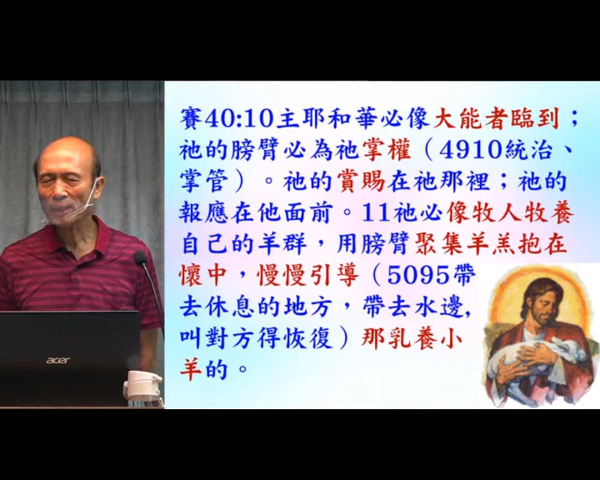 賽40:10主耶和華必像大能者臨到；
祂的膀臂必為祂掌權（4910統治、
掌管）。祂的賞賜在祂那裡；祂的
報應在他面前。11祂必像牧人牧養
自己的羊群，用膀臂聚集羊羔抱在
懷中，慢慢引導（5095帶
去休息的地方，帶去水邊,
叫對方得恢復）那乳養小
羊的。
acer